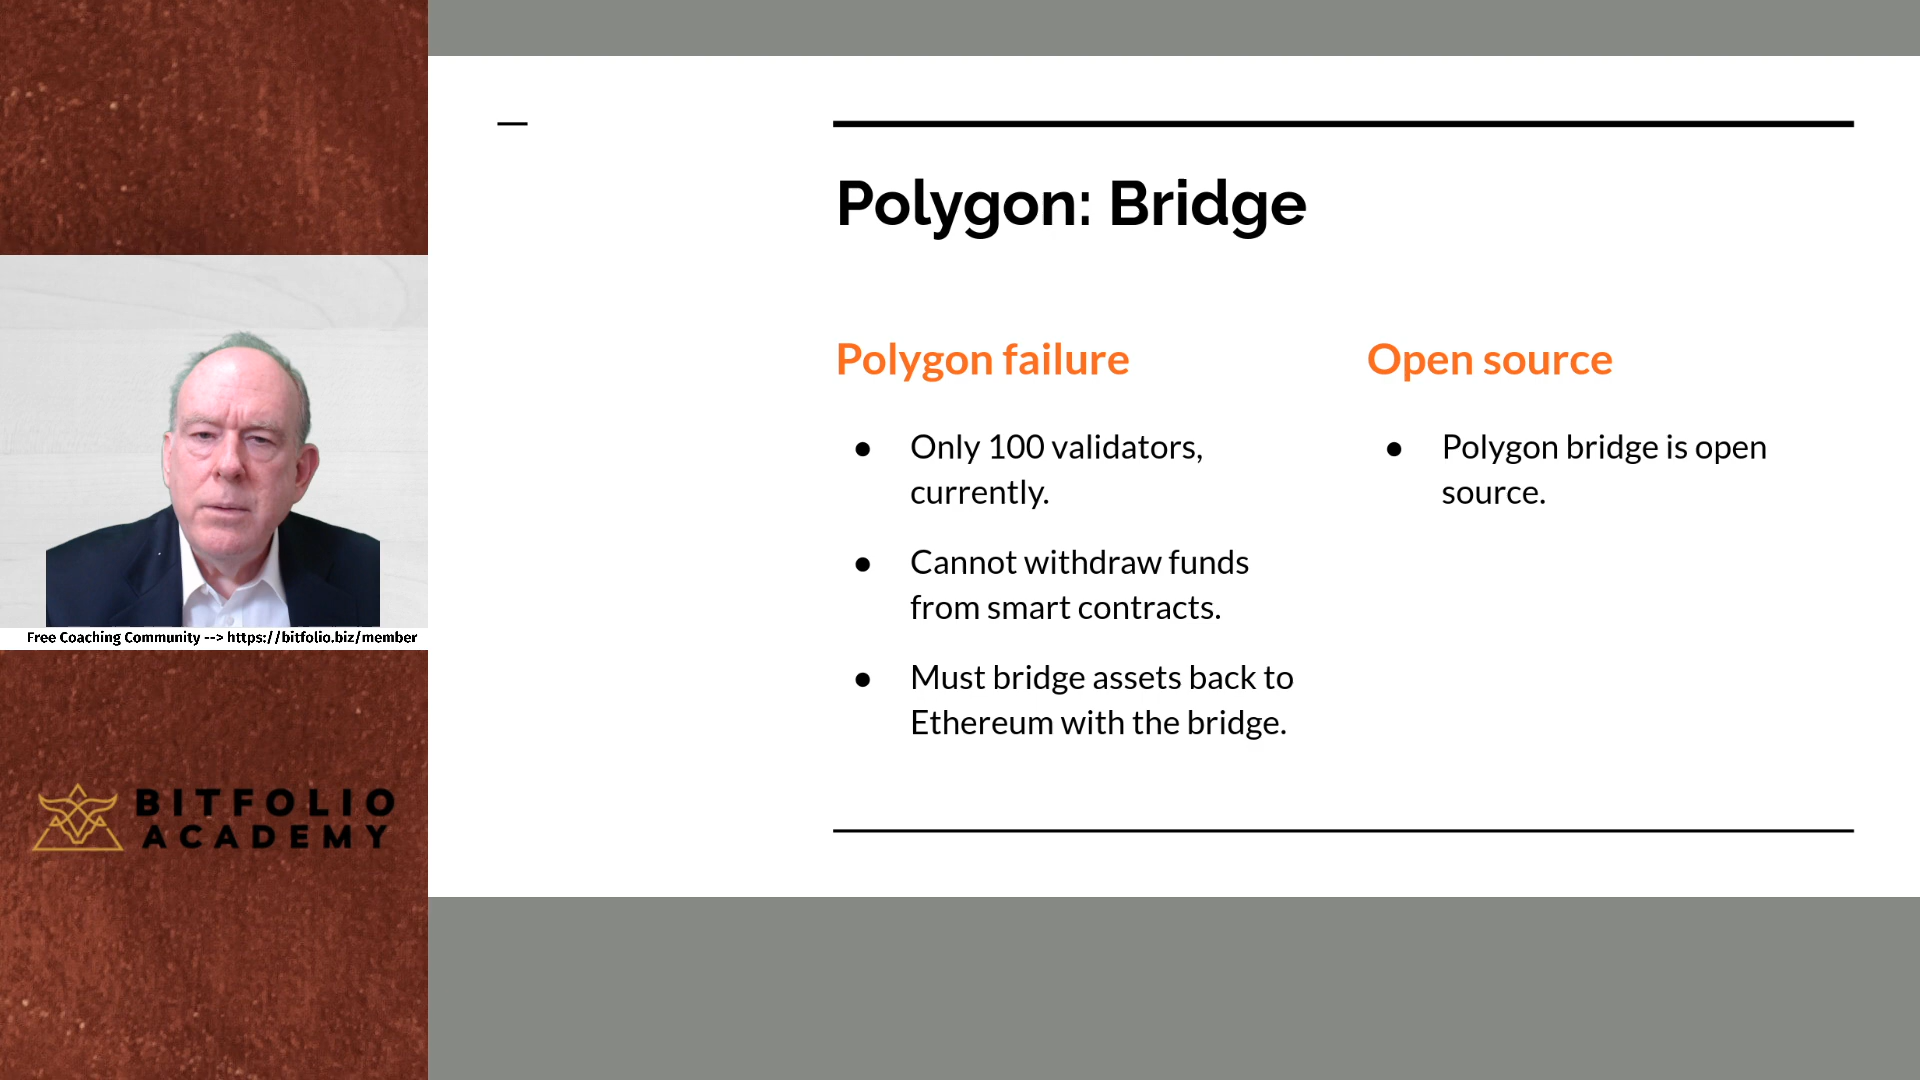 Polygon: Bridge
Polygon failure
● Only 100 validators,
currently.
● Cannot withdraw funds
from smart contracts.
● Must bridge assets back to
Ethereum with the bridge.
Open source
● Polygon bridge is open
source.
Free Coaching Community --> https://bitfolio.biz/member
BITFOLIO
ACADEMY